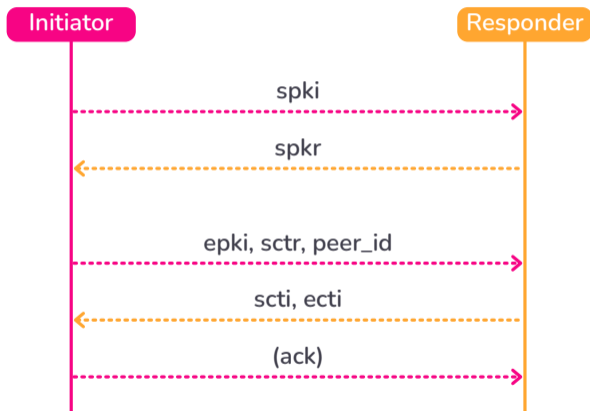 Initiator
Responder
spki
spkr
epki, sctr, peer_id
scti, ecti
(ack)